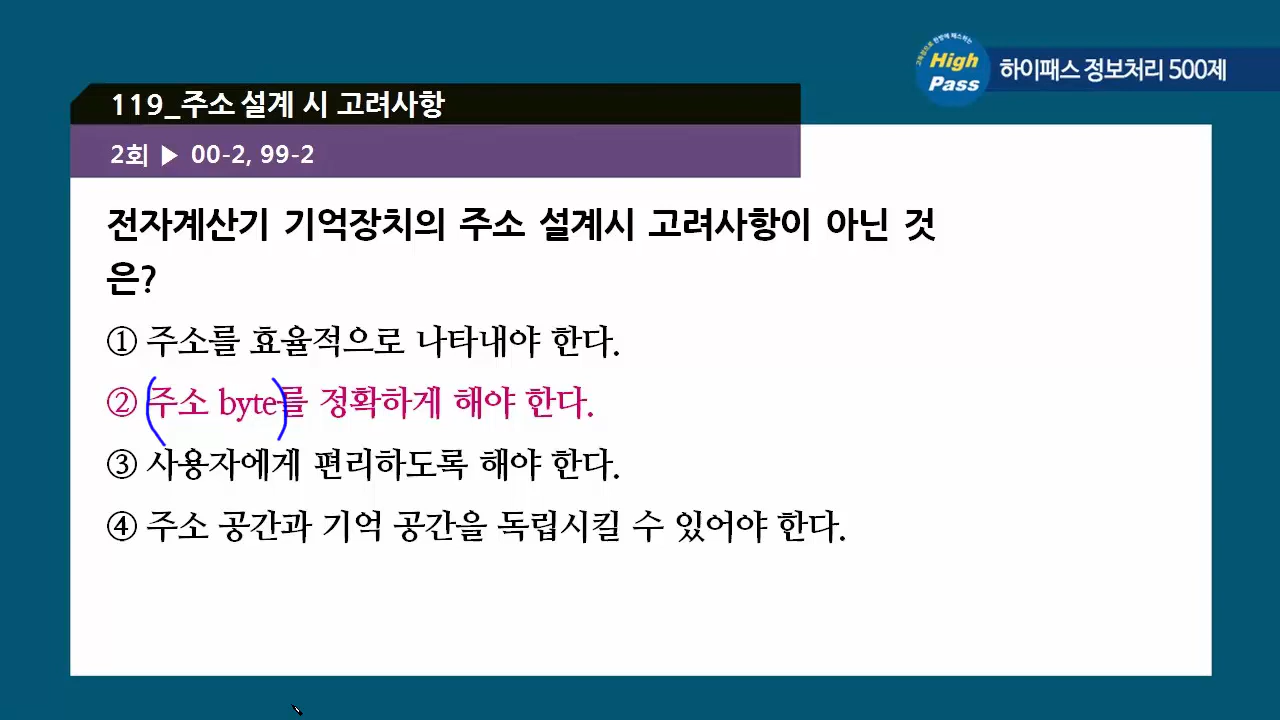 High
Pass
하이패스 정보처리 500제
119_주소 설계 시 고려사항
2회 ▶ 00-2, 99-2
전자계산기 기억장치의 주소 설계시 고려사항이 아닌 것
은?
① 주소를 효율적으로 나타내야 한다.
② 주소 byte를 정확하게 해야 한다.
③ 사용자에게 편리하도록 해야 한다.
④ 주소 공간과 기억 공간을 독립시킬 수 있어야 한다.